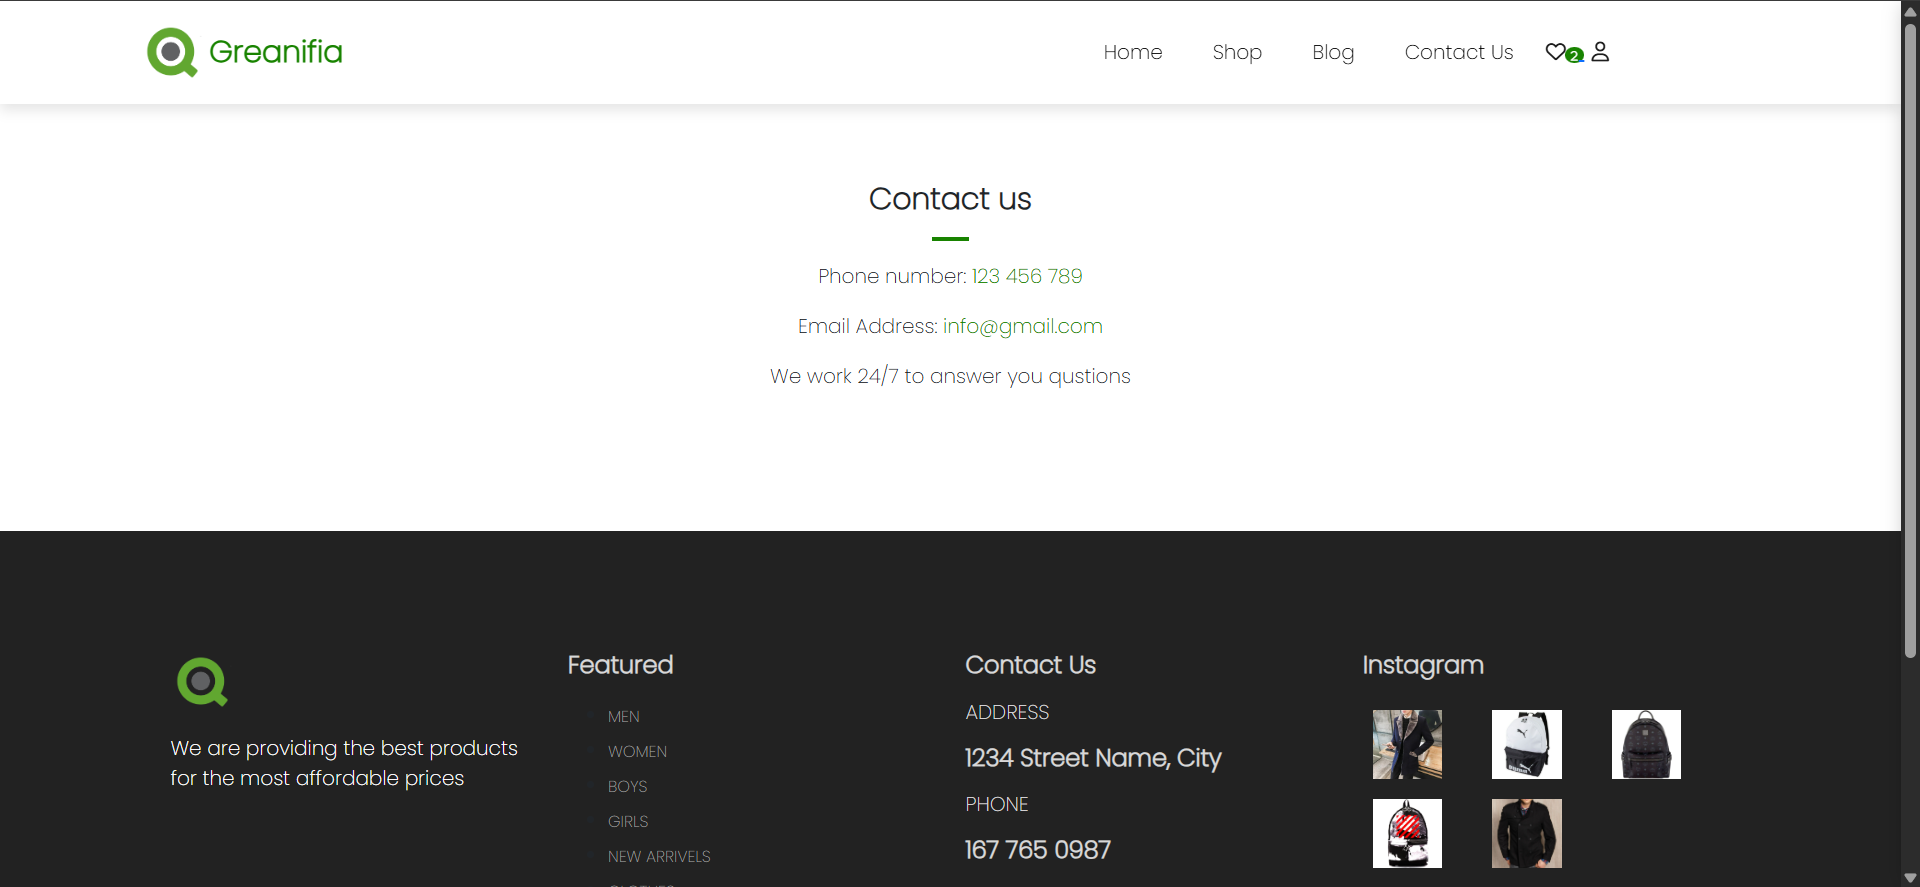 Greanifia
Home Shop Blog Contact Us 2
Contact us
Phone number: 123 456 789
Email Address: info@gmail.com
We work 24/7 to answer you qustions
We are providing the best products
for the most affordable prices
Featured
MEN
WOMEN
BOYS
GIRLS
NEW ARRIVELS
Contact Us
ADDRESS
1234 Street Name, City
PHONE
167 765 0987
Instagram